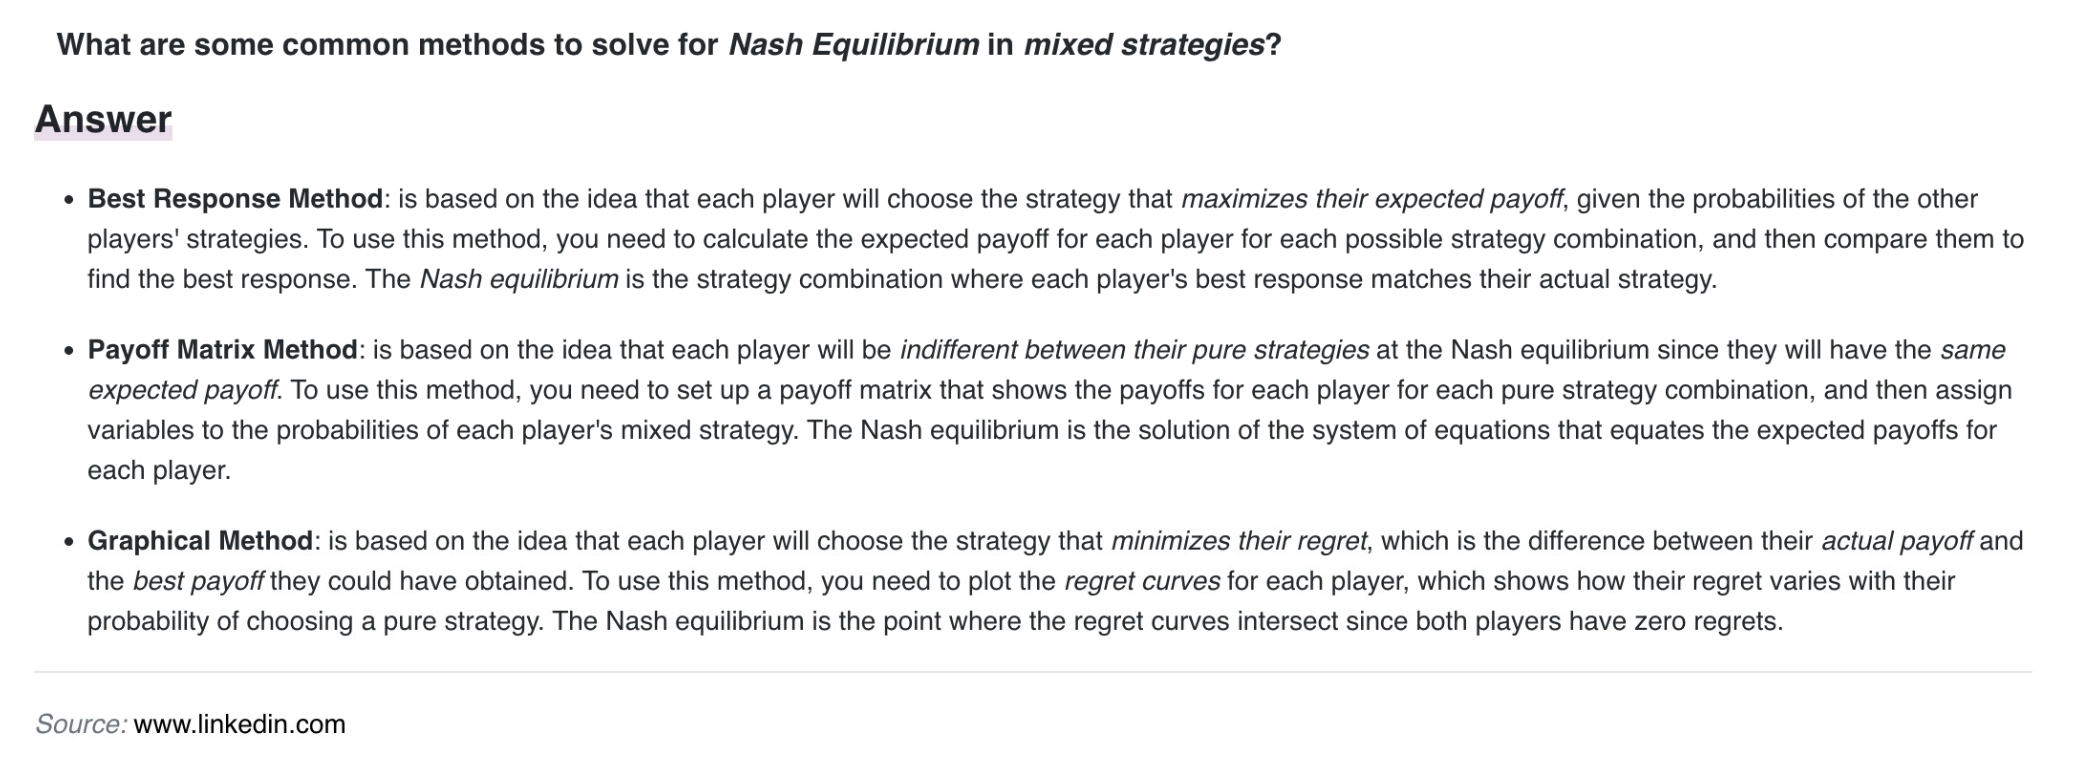 What are some common methods to solve for Nash Equilibrium in mixed strategies?
Answer
• Best Response Method: is based on the idea that each player will choose the strategy that maximizes their expected payoff, given the probabilities of the other
players' strategies. To use this method, you need to calculate the expected payoff for each player for each possible strategy combination, and then compare them to
find the best response. The Nash equilibrium is the strategy combination where each player's best response matches their actual strategy.
• Payoff Matrix Method: is based on the idea that each player will be indifferent between their pure strategies at the Nash equilibrium since they will have the same
expected payoff. To use this method, you need to set up a payoff matrix that shows the payoffs for each player for each pure strategy combination, and then assign
variables to the probabilities of each player's mixed strategy. The Nash equilibrium is the solution of the system of equations that equates the expected payoffs for
each player.
• Graphical Method: is based on the idea that each player will choose the strategy that minimizes their regret, which is the difference between their actual payoff and
the best payoff they could have obtained. To use this method, you need to plot the regret curves for each player, which shows how their regret varies with their
probability of choosing a pure strategy. The Nash equilibrium is the point where the regret curves intersect since both players have zero regrets.
Source: www.linkedin.com